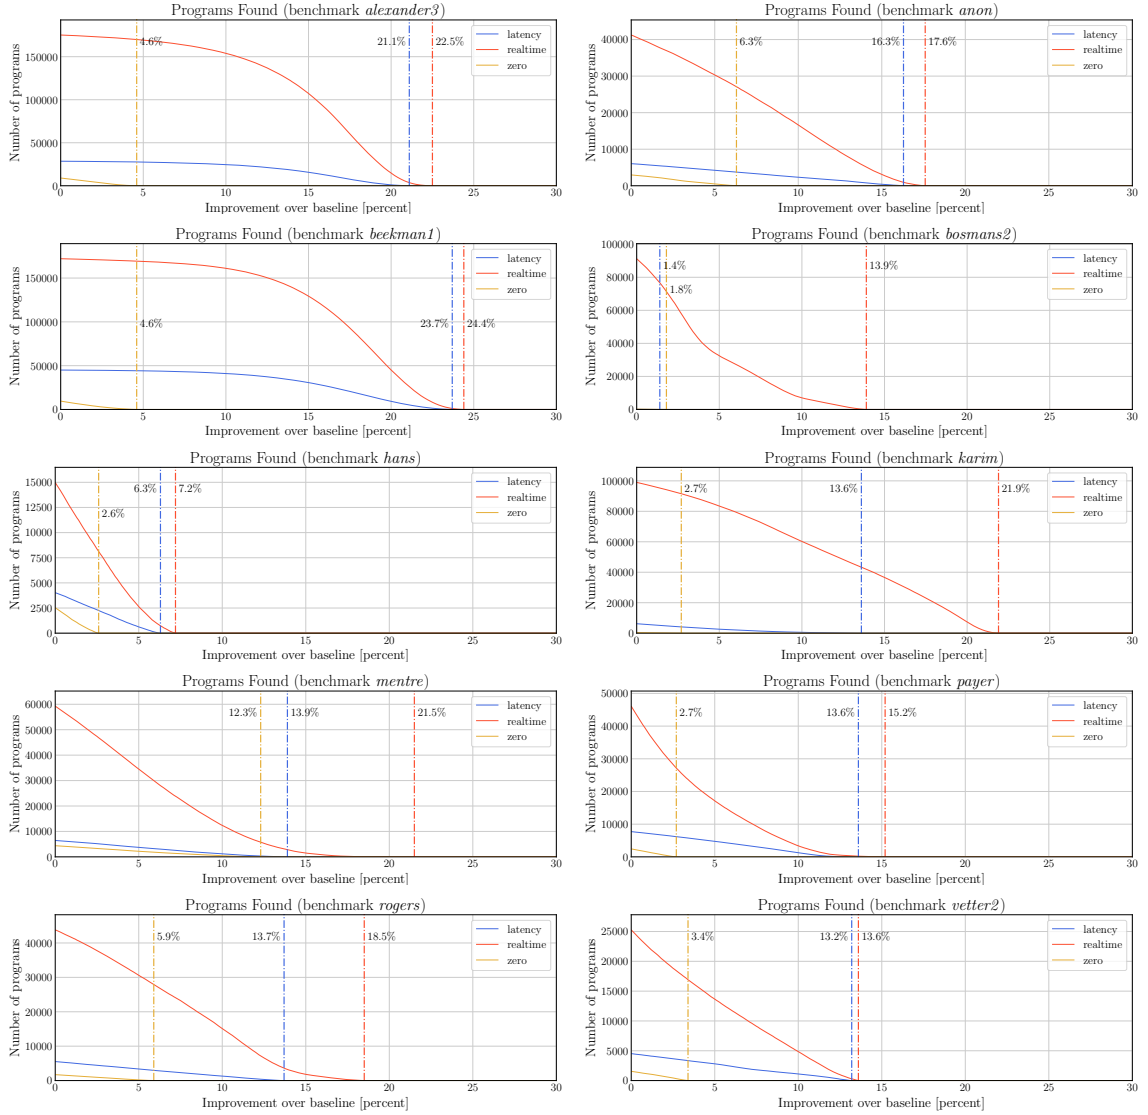 Programs Found (benchmark alexander3)
Number of programs
150000
100000
50000
0
4.6%
21.1%
22.5%
latency
realtime
zero
0 5 10 15 20 25 30
Improvement over baseline [percent]
Programs Found (benchmark anon)
Number of programs
40000
30000
20000
10000
0
6.3%
16.3%
17.6%
latency
realtime
zero
0 5 10 15 20 25 30
Improvement over baseline [percent]
Programs Found (benchmark beekman1)
Number of programs
150000
100000
50000
0
4.6%
23.7%
24.4%
latency
realtime
zero
0 5 10 15 20 25 30
Improvement over baseline [percent]
Programs Found (benchmark bosmans2)
Number of programs
100000
80000
60000
40000
20000
0
1.4%
1.8%
13.9%
latency
realtime
zero
0 5 10 15 20 25 30
Improvement over baseline [percent]
Programs Found (benchmark hans)
Number of programs
15000
12500
10000
7500
5000
2500
0
6.3%
7.2%
2.6%
latency
realtime
zero
0 5 10 15 20 25 30
Improvement over baseline [percent]
Programs Found (benchmark karim)
Number of programs
100000
80000
60000
40000
20000
0
2.7%
13.6%
21.9%
latency
realtime
zero
0 5 10 15 20 25 30
Improvement over baseline [percent]
Programs Found (benchmark mentre)
Number of programs
60000
50000
40000
30000
20000
10000
0
12.3%
13.9%
21.5%
latency
realtime
zero
0 5 10 15 20 25 30
Improvement over baseline [percent]
Programs Found (benchmark payer)
Number of programs
50000
40000
30000
20000
10000
0
2.7%
13.6%
15.2%
latency
realtime
zero
0 5 10 15 20 25 30
Improvement over baseline [percent]
Programs Found (benchmark rogers)
Number of programs
40000
30000
20000
10000
0
5.9%
13.7%
18.5%
latency
realtime
zero
0 5 10 15 20 25 30
Improvement over baseline [percent]
Programs Found (benchmark vetter2)
Number of programs
25000
20000
15000
10000
5000
0
3.4%
13.2%
13.6%
latency
realtime
zero
0 5 10 15 20 25 30
Improvement over baseline [percent]